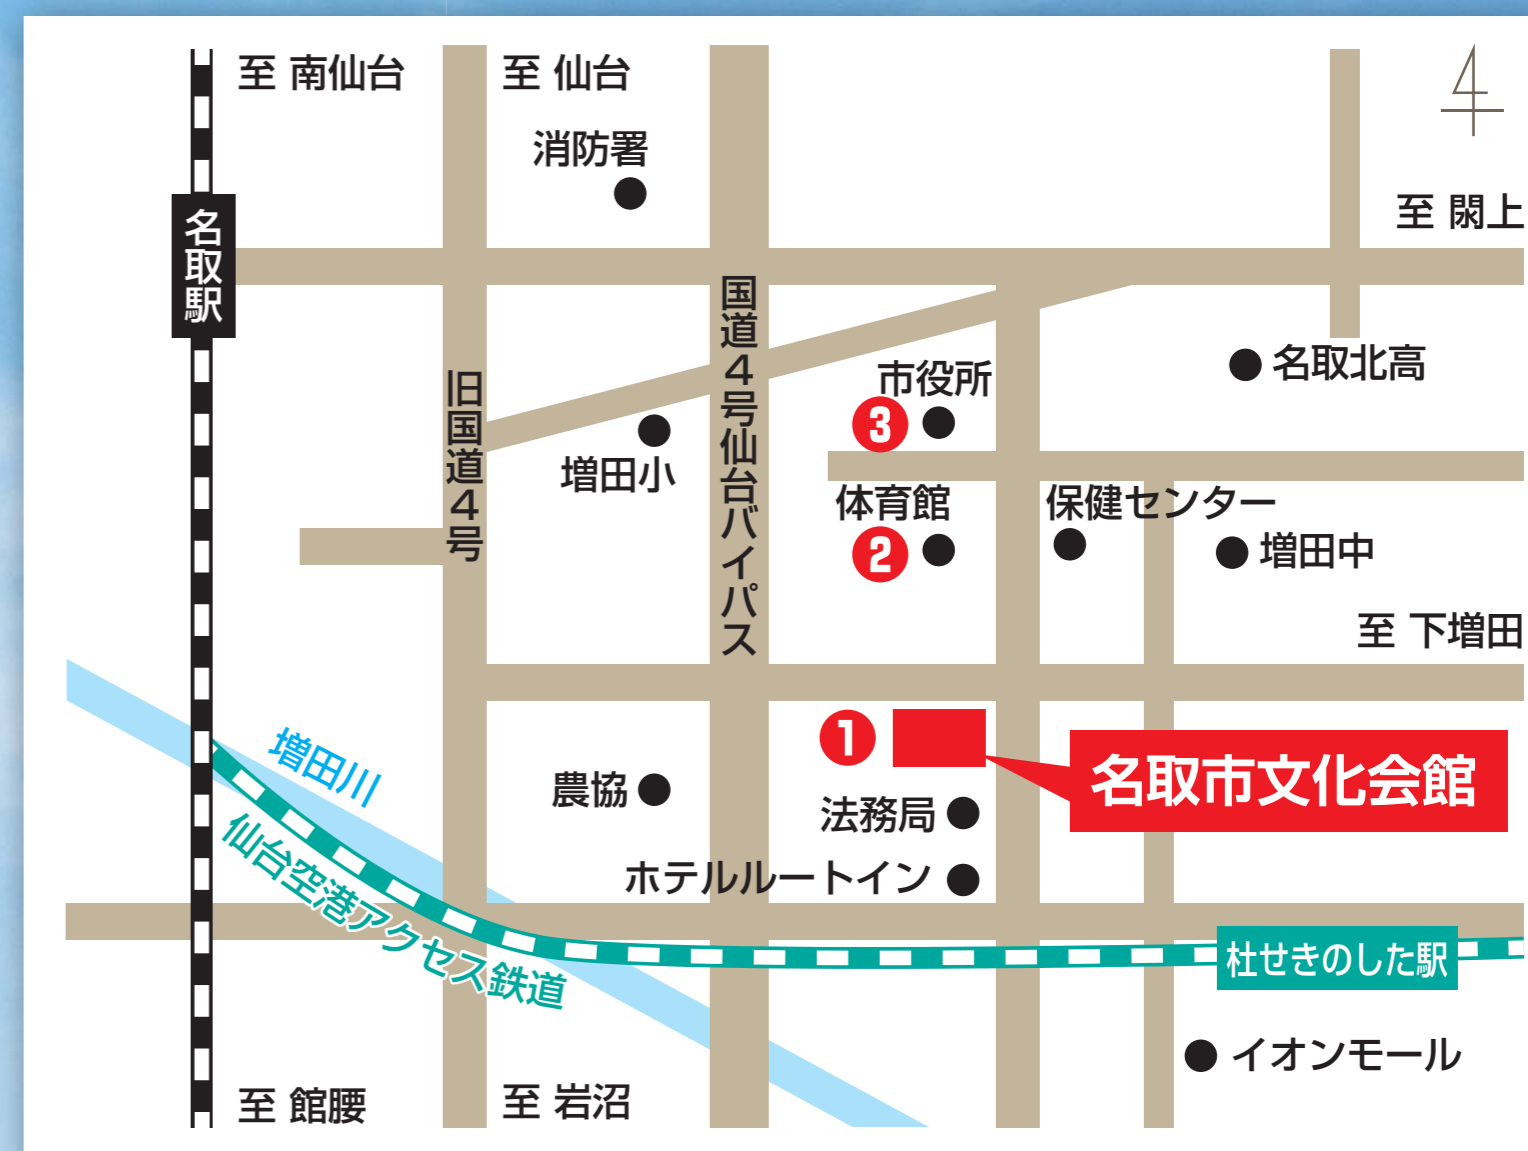 至 南仙台
至 仙台
消防署
至 閖上
名取駅
国道4号仙台バイパス
旧国道4号
市役所
3
名取北高
増田小
体育館
2
保健センター
増田中
至 下増田
1
名取市文化会館
増田川
農協
法務局
ホテルルートイン
仙台空港アクセス鉄道
杜せきのした駅
イオンモール
至 館腰
至 岩沼